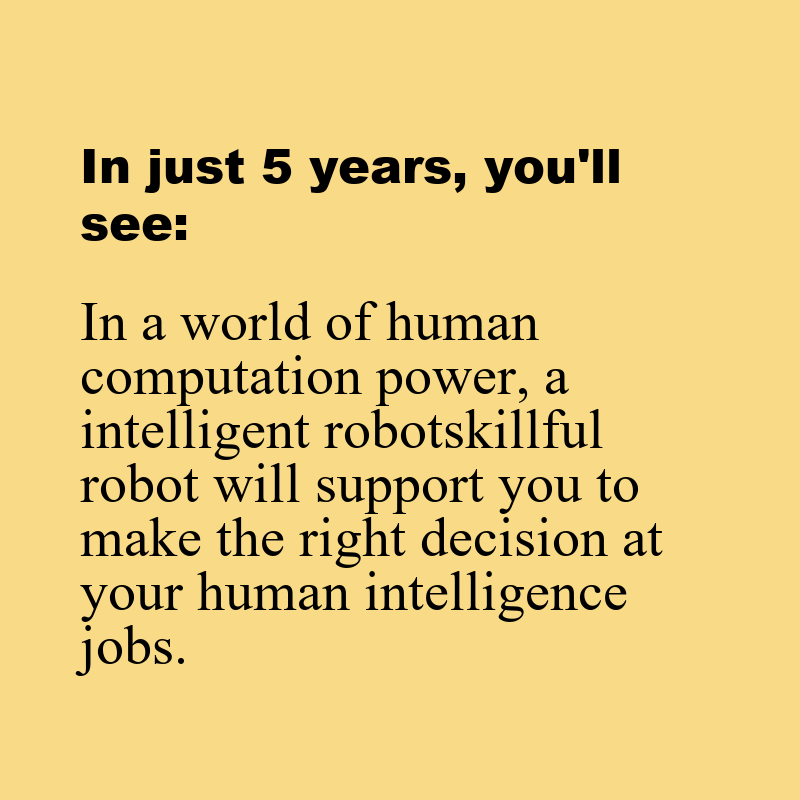 In just 5 years, you'll
see:
In a world of human
computation power, a
intelligent robotskillful
robot will support you to
make the right decision at
your human intelligence
jobs.